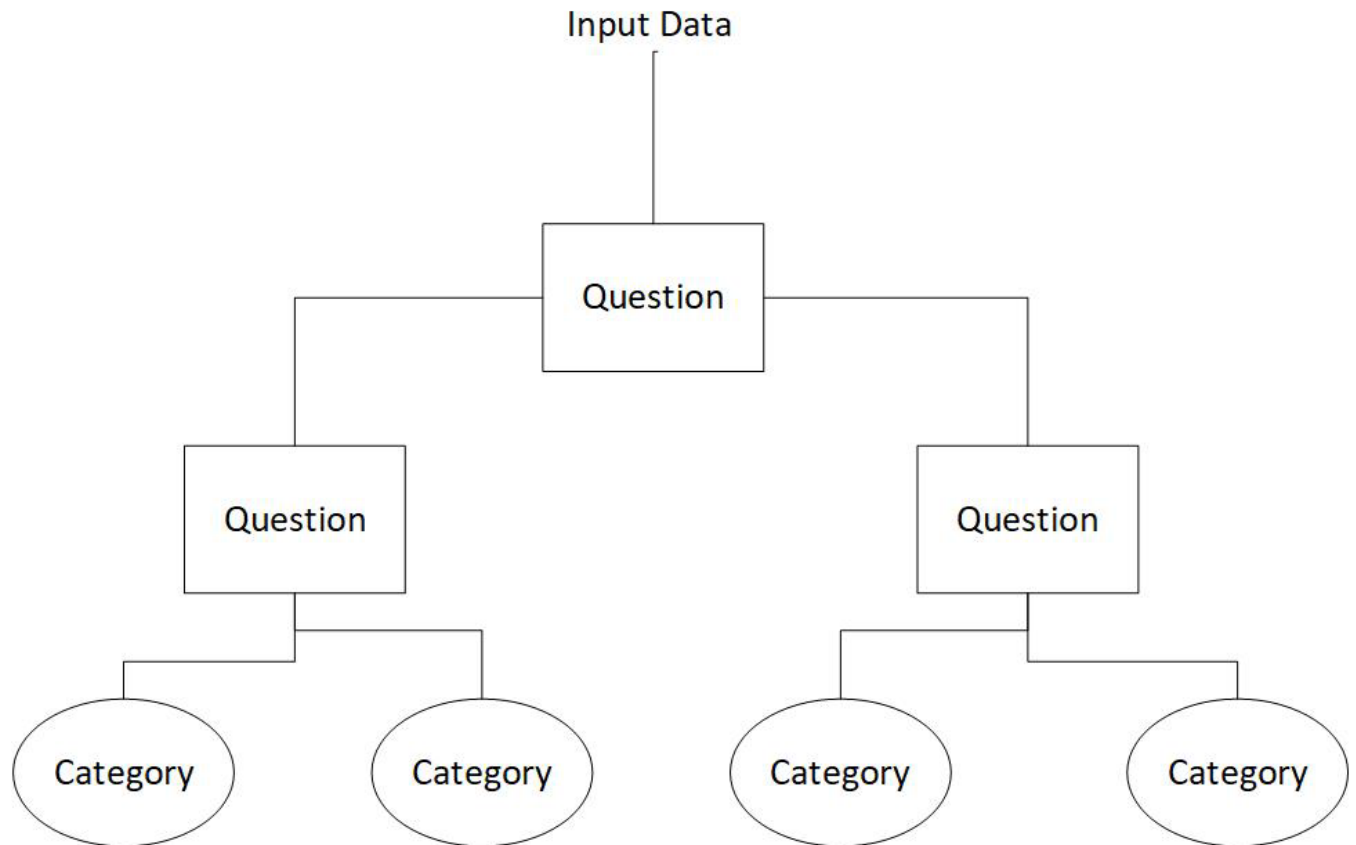 Input Data
Question
Question
Question
Category
Category
Category
Category